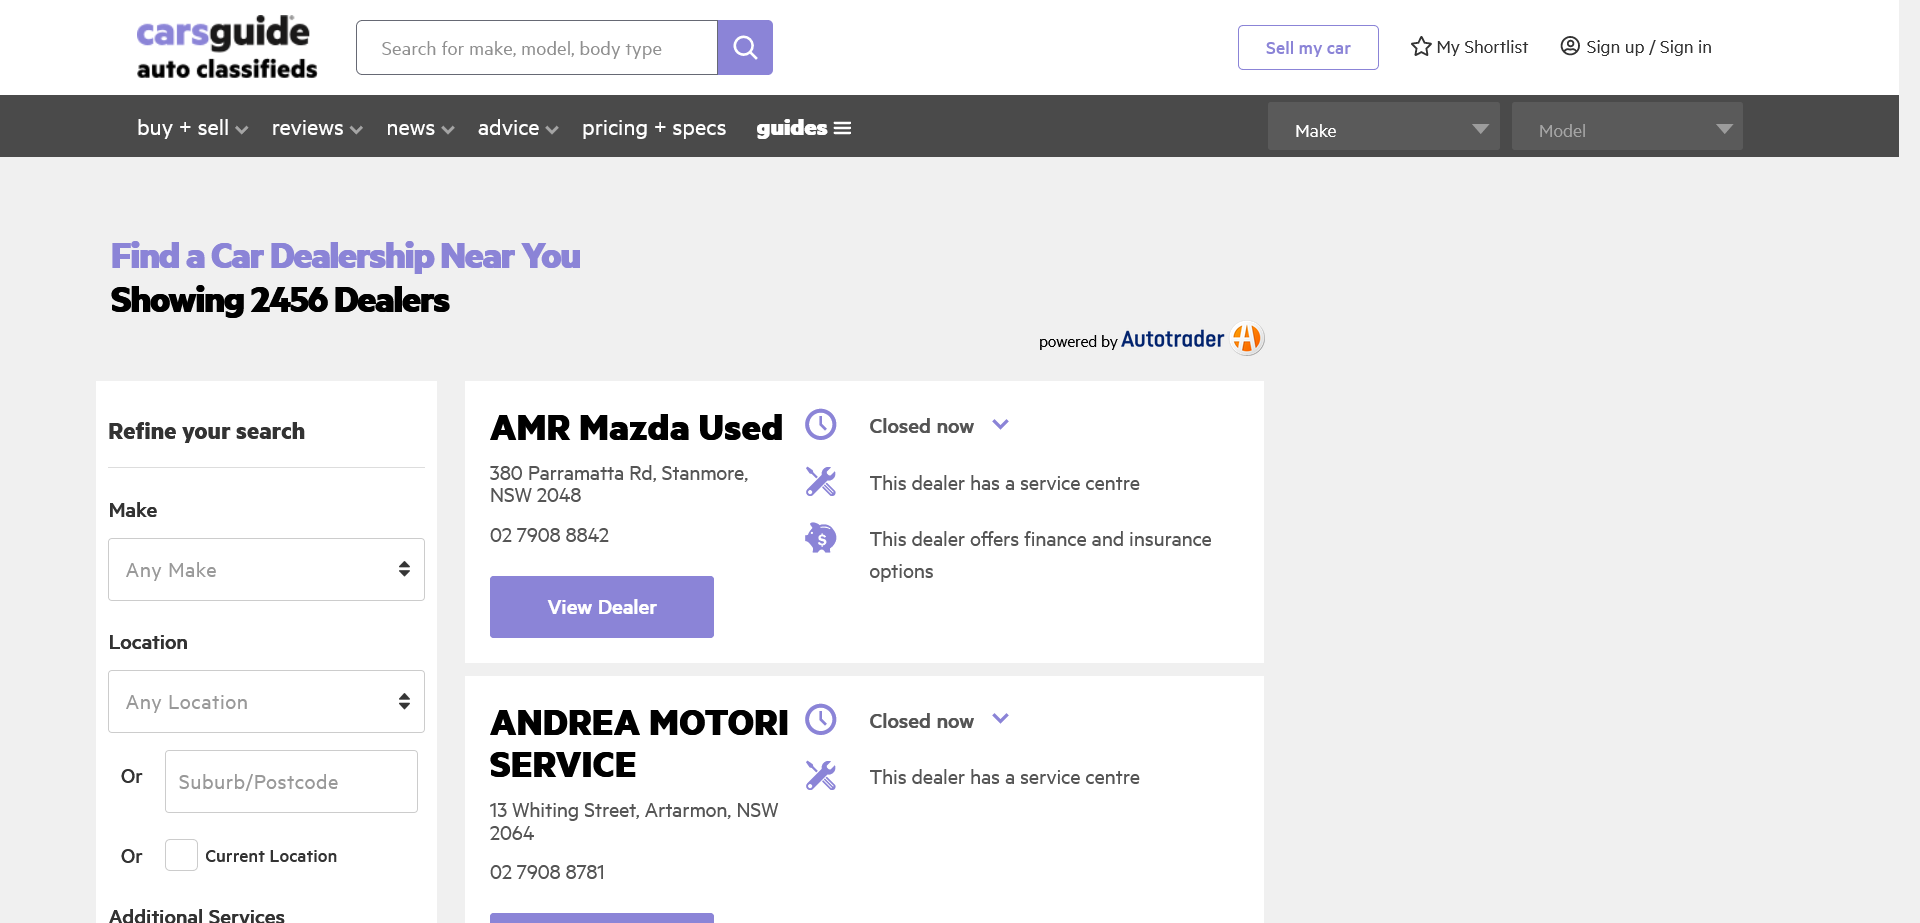 carsguide
auto classifieds
Search for make, model, body type
Sell my car
My Shortlist
Sign up / Sign in
buy + sell
reviews
news
advice
pricing + specs
guides
Make
Model
Find a Car Dealership Near You
Showing 2456 Dealers
powered by Autotrader
Refine your search
Make
Any Make
Location
Any Location
Or
Suburb/Postcode
Or
Current Location
Additional Services
AMR Mazda Used
380 Parramatta Rd, Stanmore,
NSW 2048
02 7908 8842
View Dealer
Closed now
This dealer has a service centre
This dealer offers finance and insurance
options
ANDREA MOTORI
SERVICE
13 Whiting Street, Artarmon, NSW
2064
02 7908 8781
Closed now
This dealer has a service centre